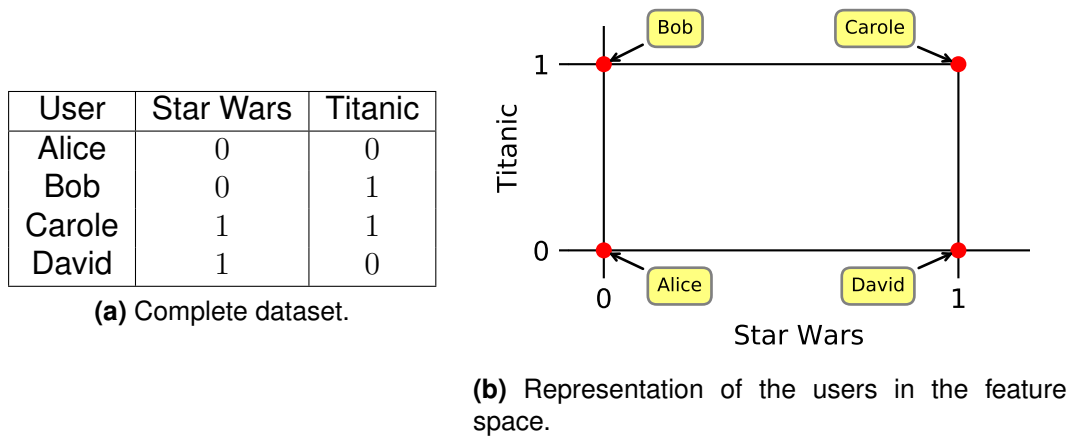 User Star Wars Titanic
Alice 0 0
Bob 0 1
Carole 1 1
David 1 0
(a) Complete dataset.
Bob Carole
1
Titanic
0
Alice David
0 1
Star Wars
(b) Representation of the users in the feature
space.